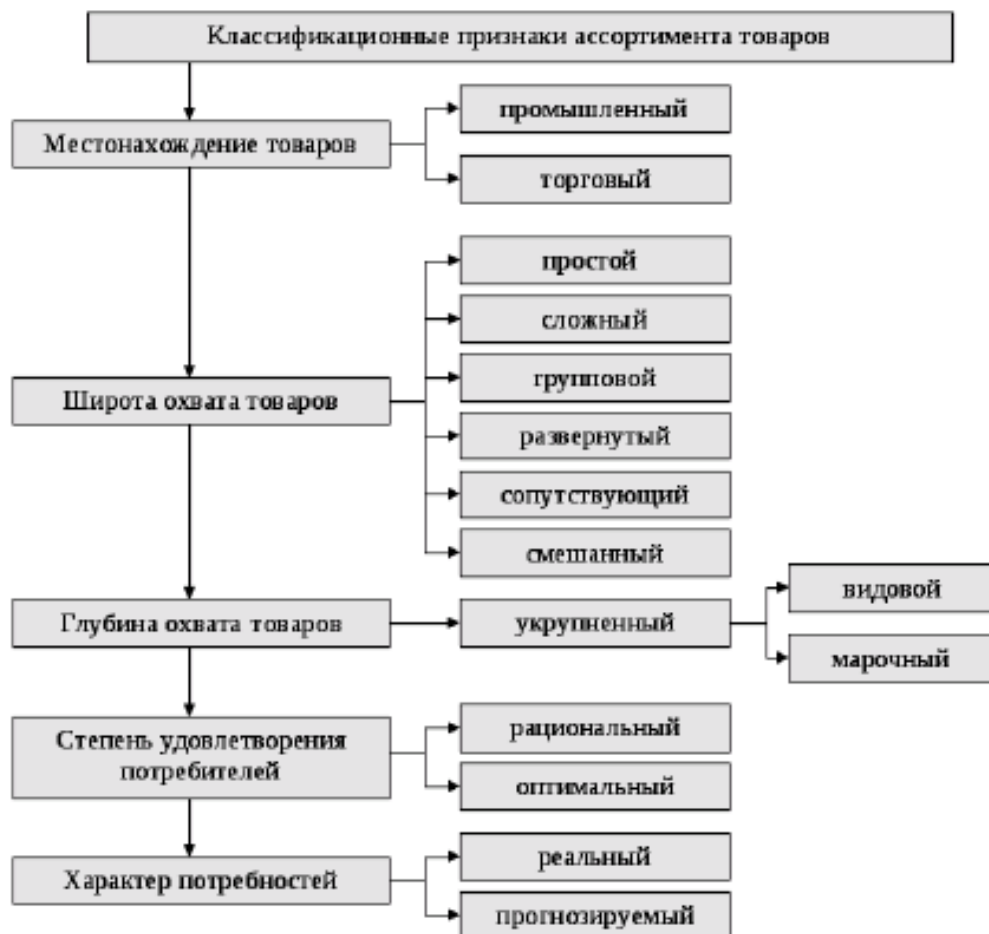 Классификационные признаки ассортимента товаров
Местонахождение товаров
промышленный
торговый
Широта охвата товаров
простой
сложный
групповой
развернутый
сопутствующий
смешанный
Глубина охвата товаров
укрупненный
видовой
марочный
Степень удовлетворения
потребителей
рациональный
оптимальный
Характер потребностей
реальный
прогнозируемый